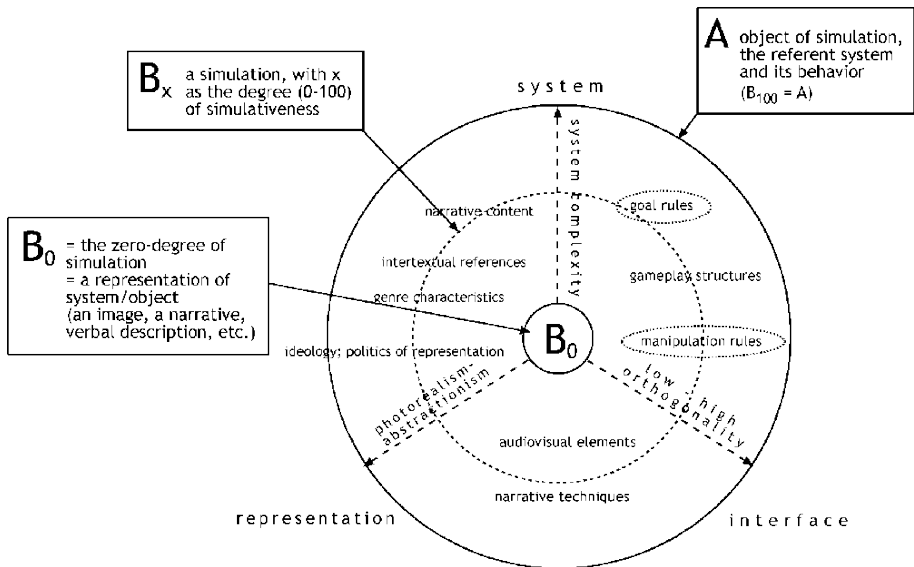 A object of simulation,
the referent system
and its behavior
(B100 = A)
Bx a simulation, with x
as the degree (0-100)
of simulativeness
system
system complexity
narrative content
goal rules
B0 = the zero-degree of
simulation
= a representation of
system/object
(an image, a narrative,
verbal description, etc.)
intertextual references
gameplay structures
genre characteristics
B0
manipulation rules
ideology; politics of representation
photorealism-
abstractionism
low - high
orthogonality
audiovisual elements
narrative techniques
representation
interface